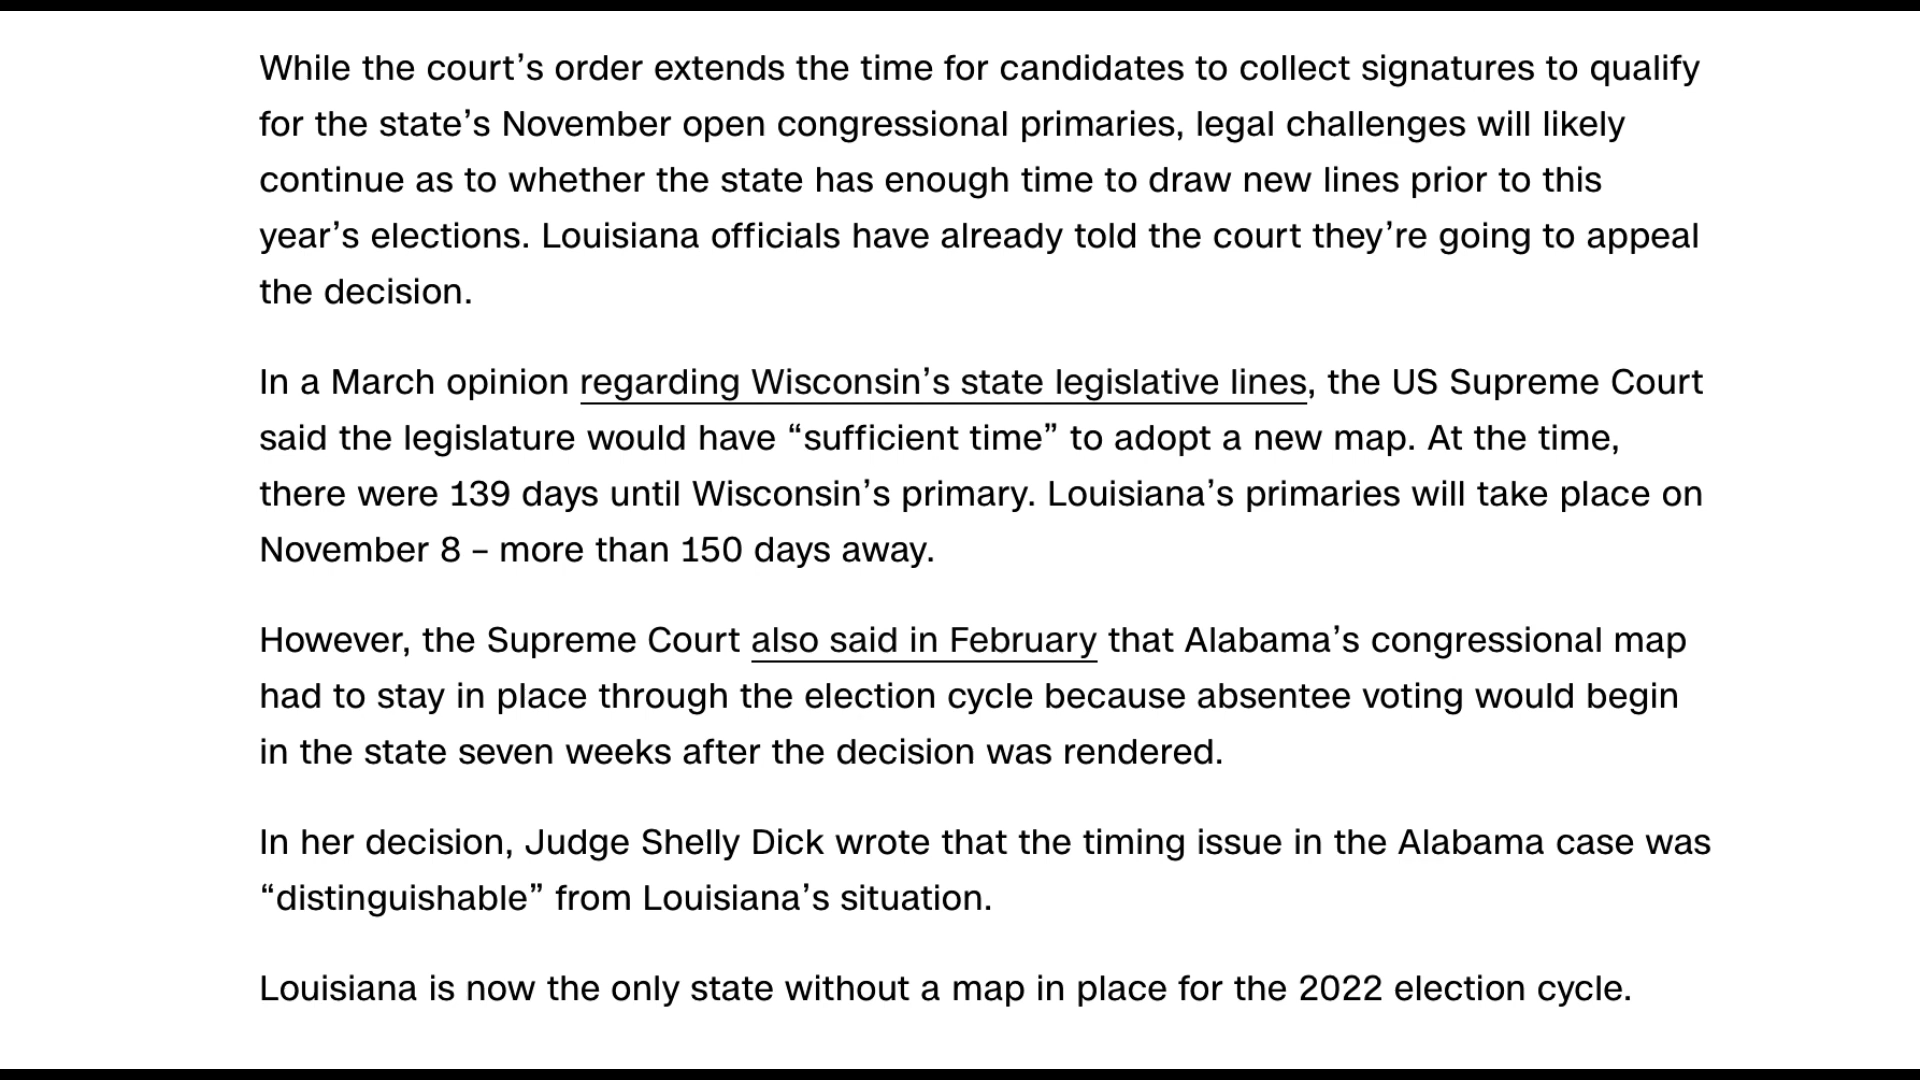 While the court’s order extends the time for candidates to collect signatures to qualify
for the state’s November open congressional primaries, legal challenges will likely
continue as to whether the state has enough time to draw new lines prior to this
year’s elections. Louisiana officials have already told the court they’re going to appeal
the decision.
In a March opinion regarding Wisconsin’s state legislative lines, the US Supreme Court
said the legislature would have “sufficient time” to adopt a new map. At the time,
there were 139 days until Wisconsin’s primary. Louisiana’s primaries will take place on
November 8 – more than 150 days away.
However, the Supreme Court also said in February that Alabama’s congressional map
had to stay in place through the election cycle because absentee voting would begin
in the state seven weeks after the decision was rendered.
In her decision, Judge Shelly Dick wrote that the timing issue in the Alabama case was
“distinguishable” from Louisiana’s situation.
Louisiana is now the only state without a map in place for the 2022 election cycle.